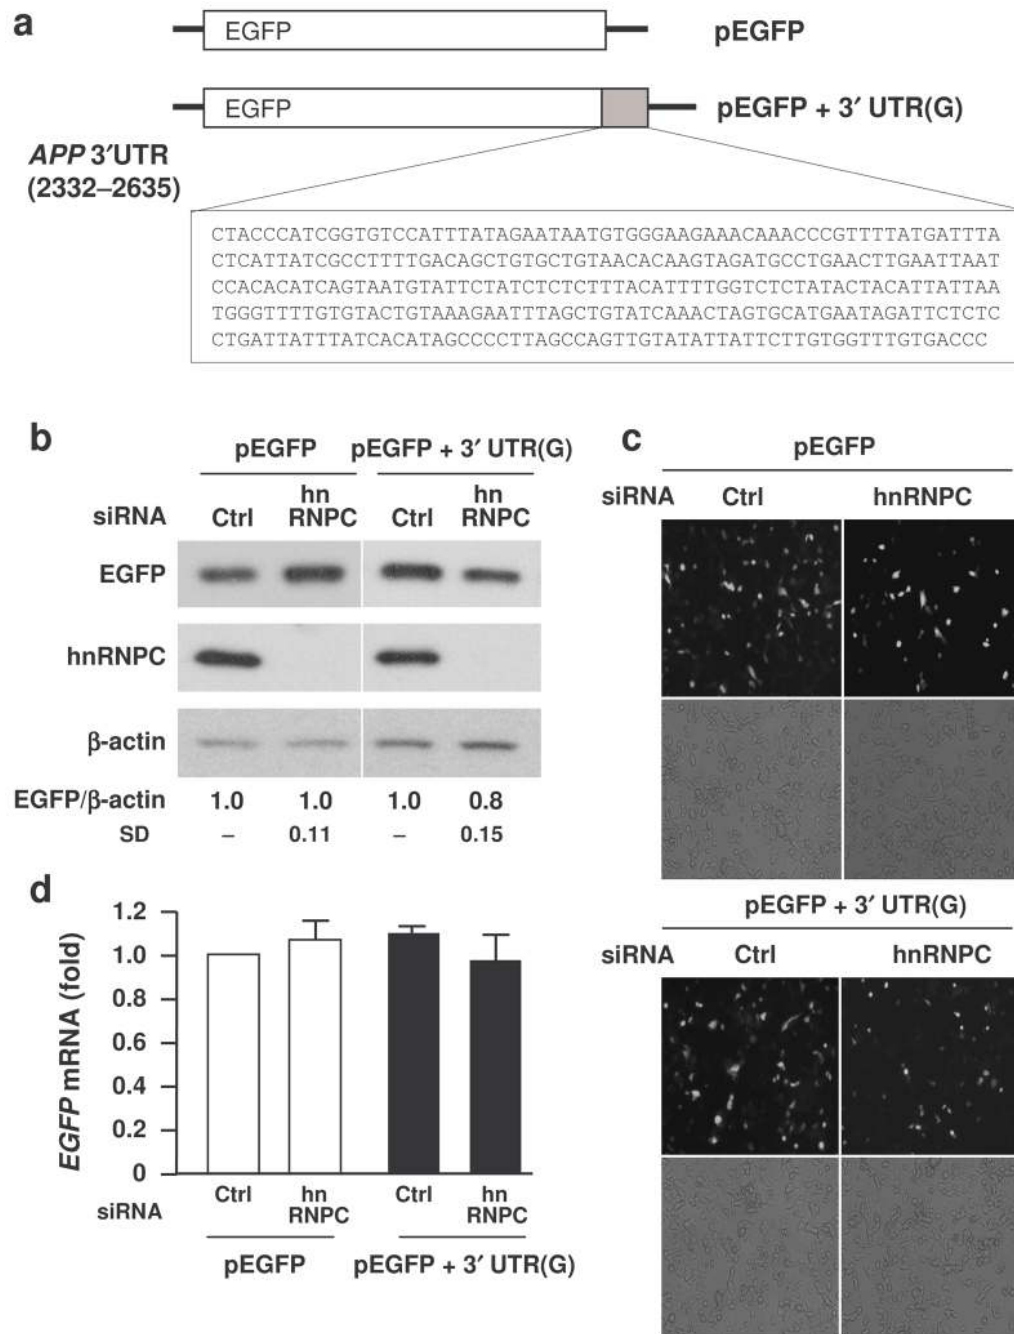 a
EGFP
pEGFP
EGFP
pEGFP + 3′ UTR(G)
APP 3′UTR
(2332–2635)
CTACCCATCGGTGTCCATTTATAGAATAATGTGGGAAGAAACAAACCCGTTTTATGATTTA
CTCATTATCGCCTTTTGACAGCTGTGCTGTAACACAAGTAGATGCCTGAACTTGAATTAAT
CCACACATCAGTAATGTATTCTATCTCTCTTTACATTTTGGTCTCTATACTACATTATTAA
TGGGTTTTGTGTACTGTAAAGAATTTAGCTGTATCAAACTAGTGCATGAATAGATTCTCTC
CTGATTATTTATCACATAGCCCCTTAGCCAGTTGTATATTATTCTTGTGGTTTGTGACCC
b
pEGFP
pEGFP + 3′ UTR(G)
siRNA
Ctrl
hn
RNPC
Ctrl
hn
RNPC
EGFP
hnRNPC
β-actin
EGFP/β-actin 1.0 1.0 1.0 0.8
SD – 0.11 – 0.15
c
pEGFP
siRNA Ctrl hnRNPC
pEGFP + 3′ UTR(G)
siRNA Ctrl hnRNPC
d
EGFP mRNA (fold)
1.2
1.0
0.8
0.6
0.4
0.2
0
siRNA
Ctrl
hn
RNPC
Ctrl
hn
RNPC
pEGFP
pEGFP + 3′ UTR(G)